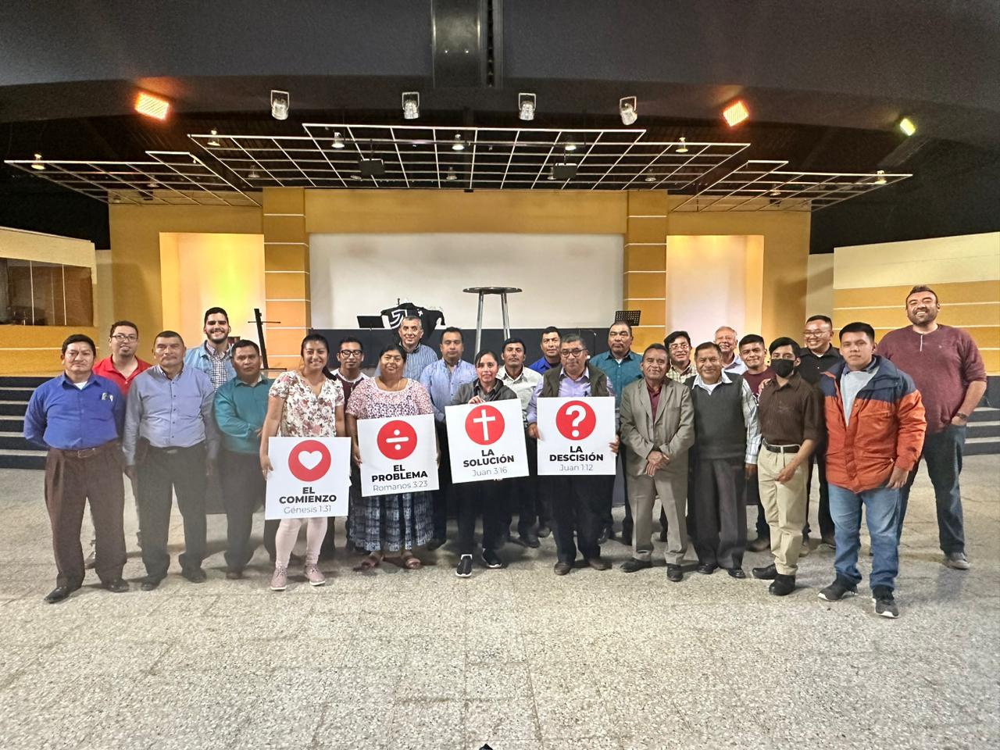 EL
COMIENZO
Génesis 1:31
EL
PROBLEMA
Romanos 3:23
LA
SOLUCIÓN
Juan 3:16
LA
DESCISIÓN
Juan 1:12